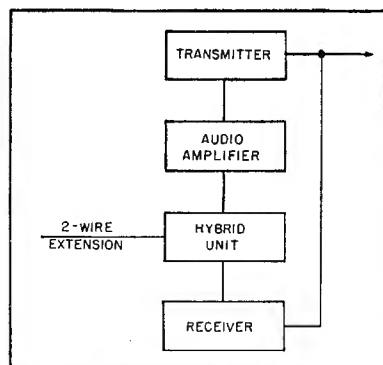 TRANSMITTER
AUDIO
AMPLIFIER
2-WIRE
EXTENSION
HYBRID
UNIT
RECEIVER